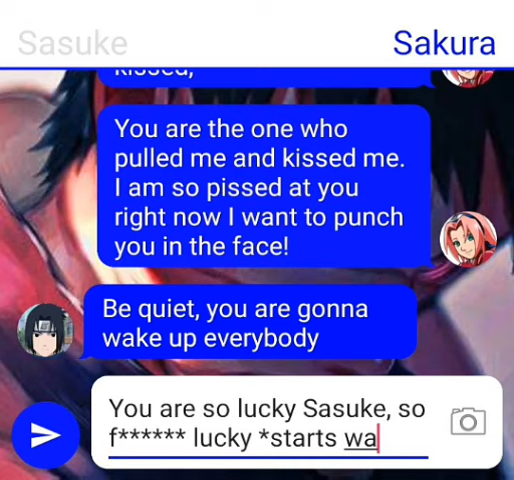 Sasuke
Sakura
kissed,
You are the one who
pulled me and kissed me.
I am so pissed at you
right now I want to punch
you in the face!
Be quiet, you are gonna
wake up everybody
You are so lucky Sasuke, so
f****** lucky *starts wa